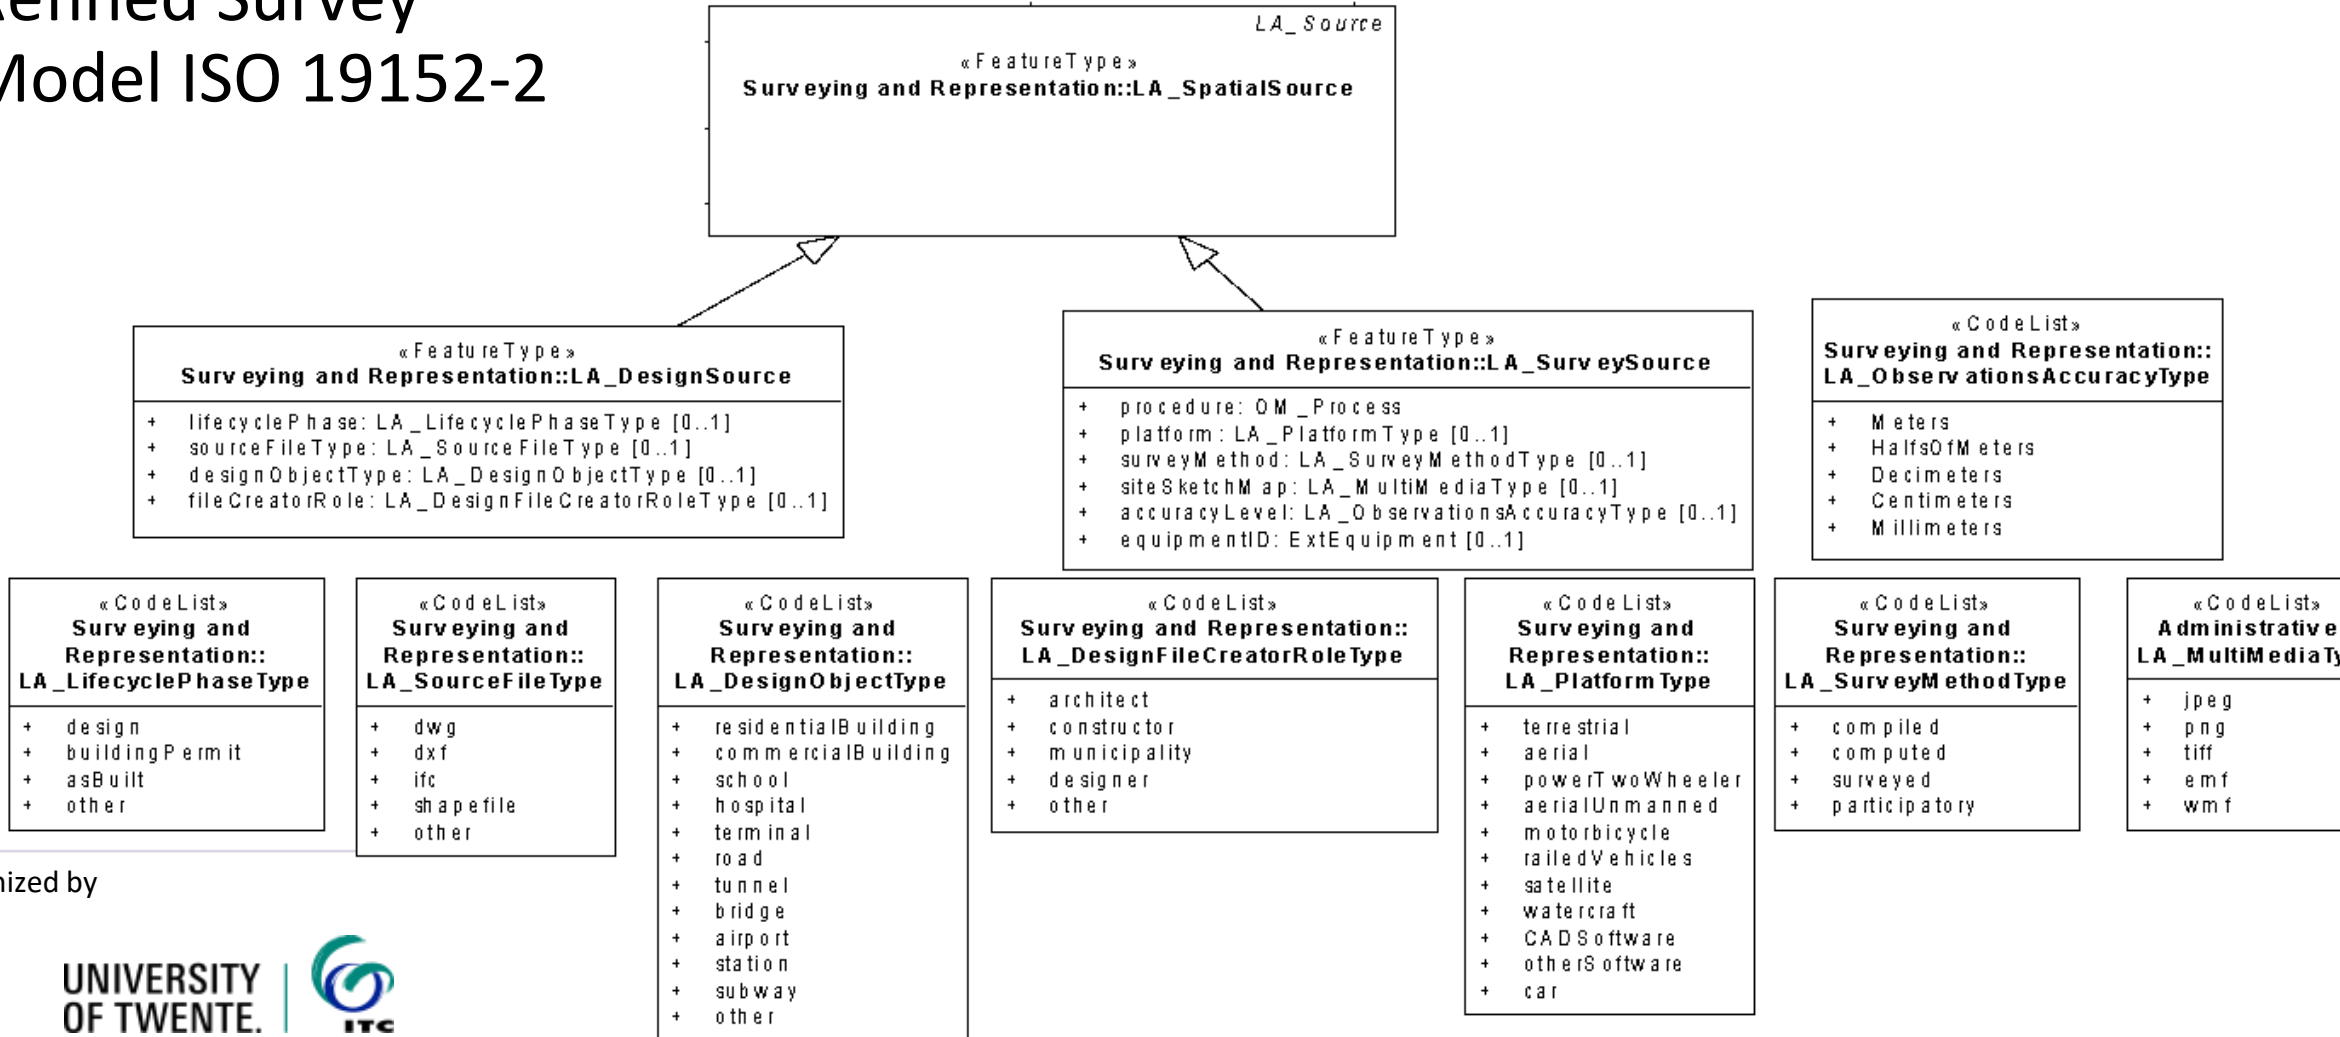 Survey
Model ISO 19152-2
LA_Source
«FeatureType»
Surveying and Representation::LA_SpatialSource
«FeatureType»
Surveying and Representation::LA_DesignSource
+ lifecyclePhase: LA_LifecyclePhaseType [0..1]
+ sourceFileType: LA_SourceFileType [0..1]
+ designObjectType: LA_DesignObjectType [0..1]
+ fileCreatorRole: LA_DesignFileCreatorRoleType [0..1]
«FeatureType»
Surveying and Representation::LA_SurveySource
+ procedure: OM_Process
+ platform: LA_PlatformType [0..1]
+ surveyMethod: LA_SurveyMethodType [0..1]
+ siteSketchMap: LA_MultiMediaType [0..1]
+ accuracyLevel: LA_ObservationsAccuracyType [0..1]
+ equipmentID: ExtEquipment [0..1]
«CodeList»
Surveying and Representation::
LA_ObservationsAccuracyType
+ Meters
+ HalfsOfMeters
+ Decimeters
+ Centimeters
+ Millimeters
«CodeList»
Surveying and
Representation::
LA_LifecyclePhaseType
+ design
+ buildingPermit
+ asBuilt
+ other
«CodeList»
Surveying and
Representation::
LA_SourceFileType
+ dwg
+ dxf
+ ifc
+ shapefile
+ other
«CodeList»
Surveying and
Representation::
LA_DesignObjectType
+ residentialBuilding
+ commercialBuilding
+ school
+ hospital
+ terminal
+ road
+ tunnel
+ bridge
+ airport
+ station
+ subway
+ other
«CodeList»
Surveying and Representation::
LA_DesignFileCreatorRoleType
+ architect
+ constructor
+ municipality
+ designer
+ other
«CodeList»
Surveying and
Representation::
LA_PlatformType
+ terrestrial
+ aerial
+ powerTwoWheeler
+ aerialUnmanned
+ motorbicycle
+ railedVehicles
+ satellite
+ watercraft
+ CADSoftware
+ otherSoftware
+ car
«CodeList»
Surveying and
Representation::
LA_SurveyMethodType
+ compiled
+ computed
+ surveyed
+ participatory
«CodeList»
Administrative
LA_MultiMediaTy
+ jpeg
+ png
+ tiff
+ emf
+ wmf
nized by
UNIVERSITY
OF TWENTE.
ITC